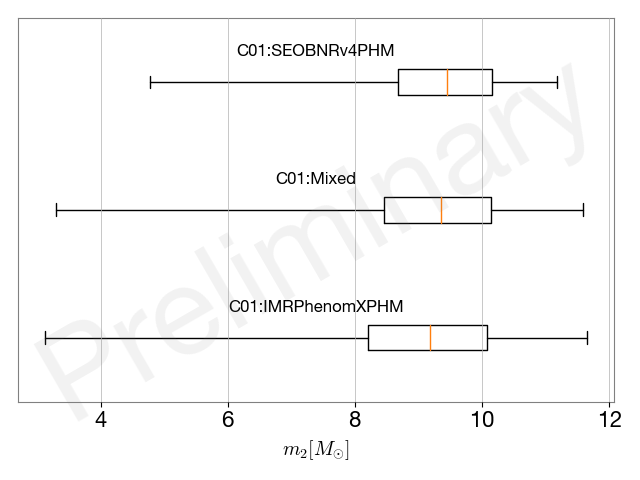 C01:SEOBNRv4PHM
C01:Mixed
C01:IMRPhenomXPHM
Preliminary
4 6 8 10 12
m₂[M⊙]